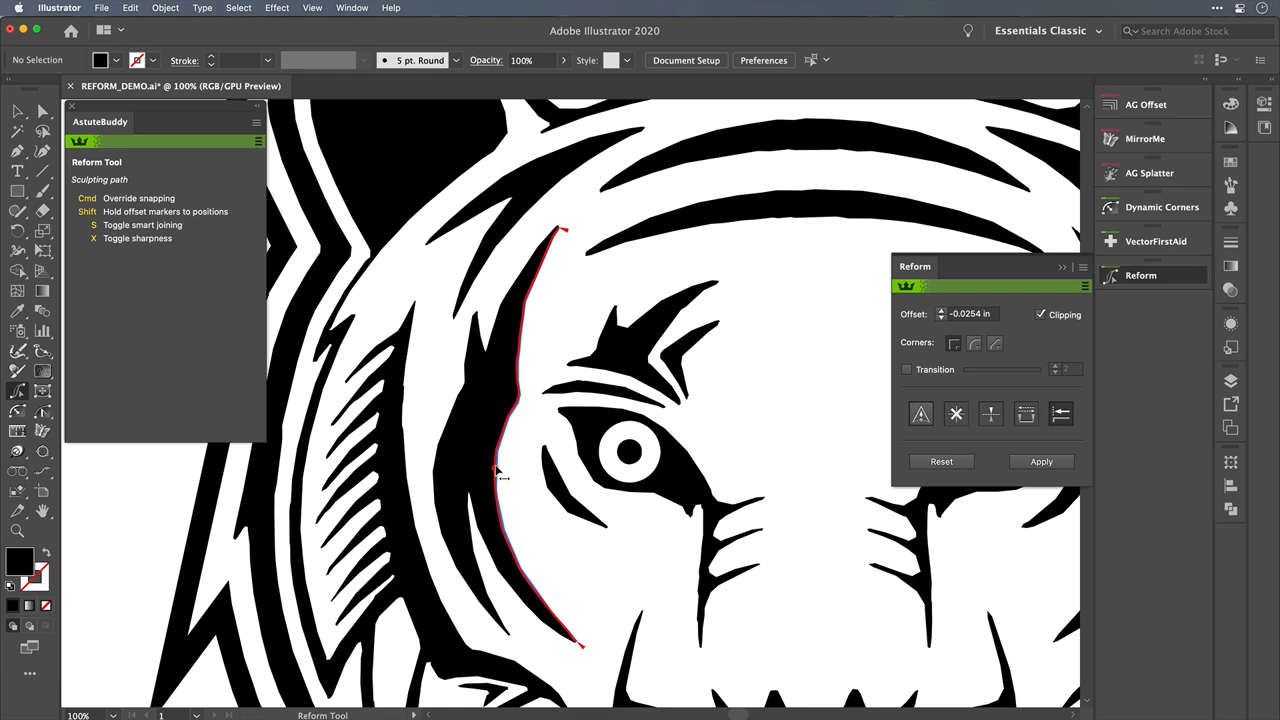 Illustrator File Edit Object Type Select Effect View Window Help
Adobe Illustrator 2020
Essentials Classic
Search Adobe Stock
No Selection
Stroke:
5 pt. Round
Opacity: 100%
Style:
Document Setup
Preferences
REFORM_DEMO.ai* @ 100% (RGB/GPU Preview)
AstuteBuddy
Reform Tool
Sculpting path
Cmd Override snapping
Shift Hold offset markers to positions
S Toggle smart joining
X Toggle sharpness
AG Offset
MirrorMe
AG Splatter
Dynamic Corners
VectorFirstAid
Reform
Reform
Offset: -0.0254 in
Clipping
Corners:
Transition
2
Reset
Apply
100%
1
Reform Tool